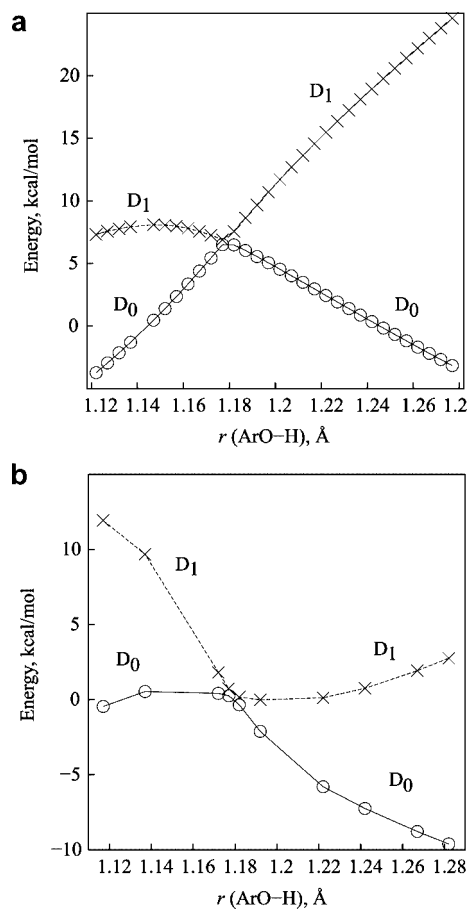 a
20
15
10
5
0
Energy, kcal/mol
D1
D1
D0
D0
1.12 1.14 1.16 1.18 1.2 1.22 1.24 1.26 1.2
r (ArO−H), Å
b
10
5
0
−5
−10
Energy, kcal/mol
D1
D0
D1
D0
1.12 1.14 1.16 1.18 1.2 1.22 1.24 1.26 1.28
r (ArO−H), Å